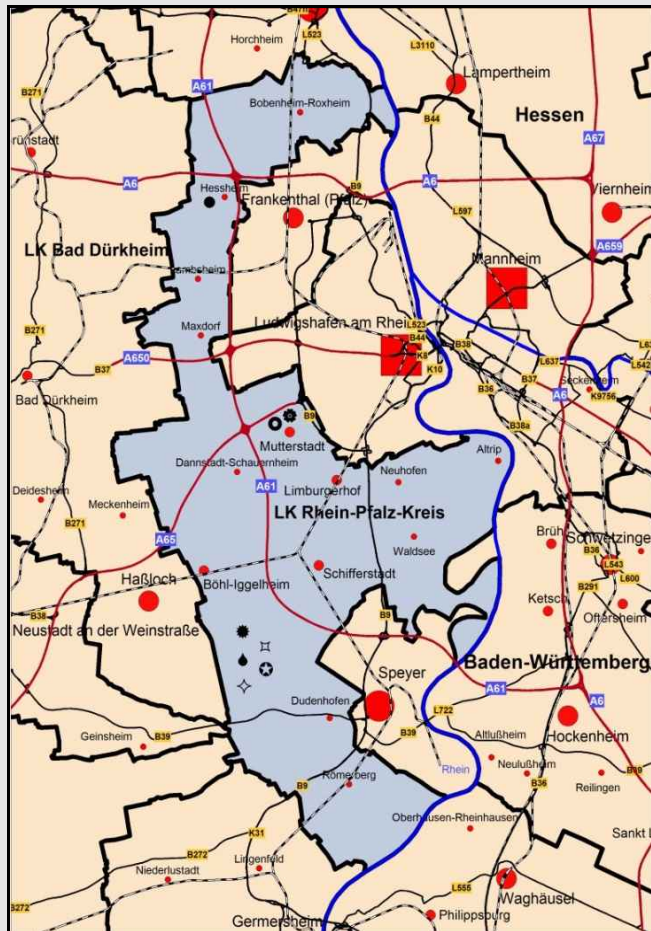 B47n
L523
Horchheim
L3110
B271
A61
Lampertheim
Bobenheim-Roxheim
B44
Hessen
A67
A6
Hessheim
B9
A6
Viernheim
Frankenthal (Pfalz)
L597
LK Bad Dürkheim
A659
Mannheim
Maxdorf
L523
Ludwigshafen am Rhein
B271
A650
B44
B38
K8
L637
B37
K10
B37
L542
Bad Dürkheim
B36
A6
Seckenheim
K9756
B9
B38a
Mutterstadt
Dannstadt-Schauernheim
Altrip
Deidesheim
A61
Limburgerhof
Neuhofen
Meckenheim
LK Rhein-Pfalz-Kreis
B271
A65
Waldsee
Brühl
Schwetzingen
B36
L543
Haßloch
Böhl-Iggelheim
Schifferstadt
B291
L600
Ketsch
Oftersheim
B38
B9
Neustadt an der Weinstraße
Baden-Württemberg
Speyer
A61
A6
Dudenhofen
L722
Hockenheim
B39
B39
Altlußheim
Geinsheim
Rhein
Neulußheim
B39
Römerberg
B36
Reilingen
B9
Oberhausen-Rheinhausen
K31
Sankt L
B272
Lingenfeld
Niederlustadt
L555
Waghäusel
B272
Germersheim
Philippsburg